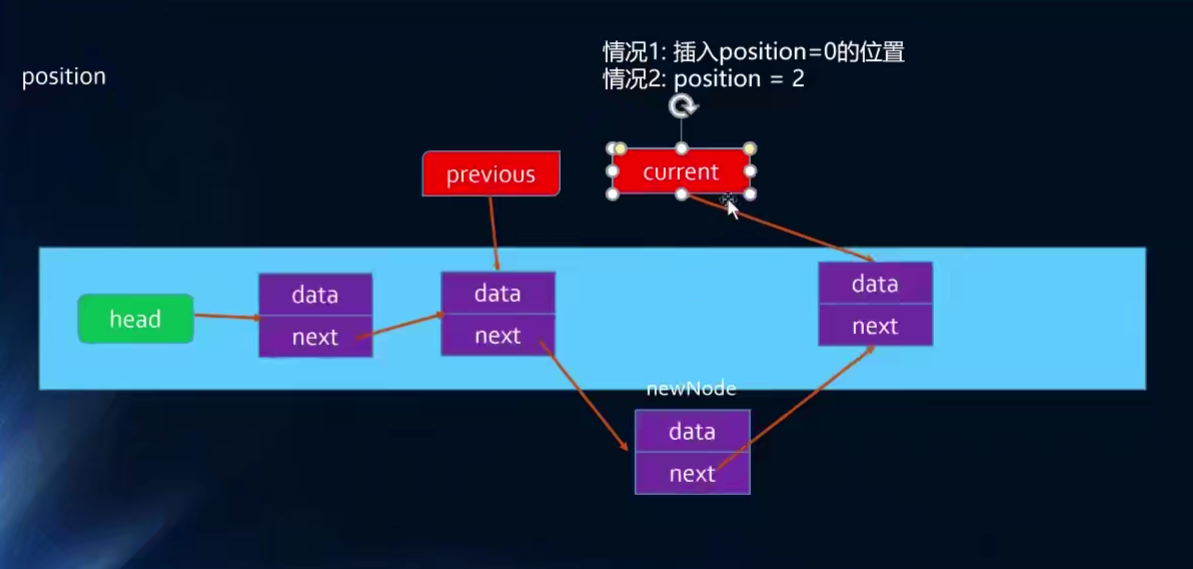 情况1: 插入position=0的位置
情况2: position = 2
position
previous
current
head
data
next
data
next
data
next
newNode
data
next